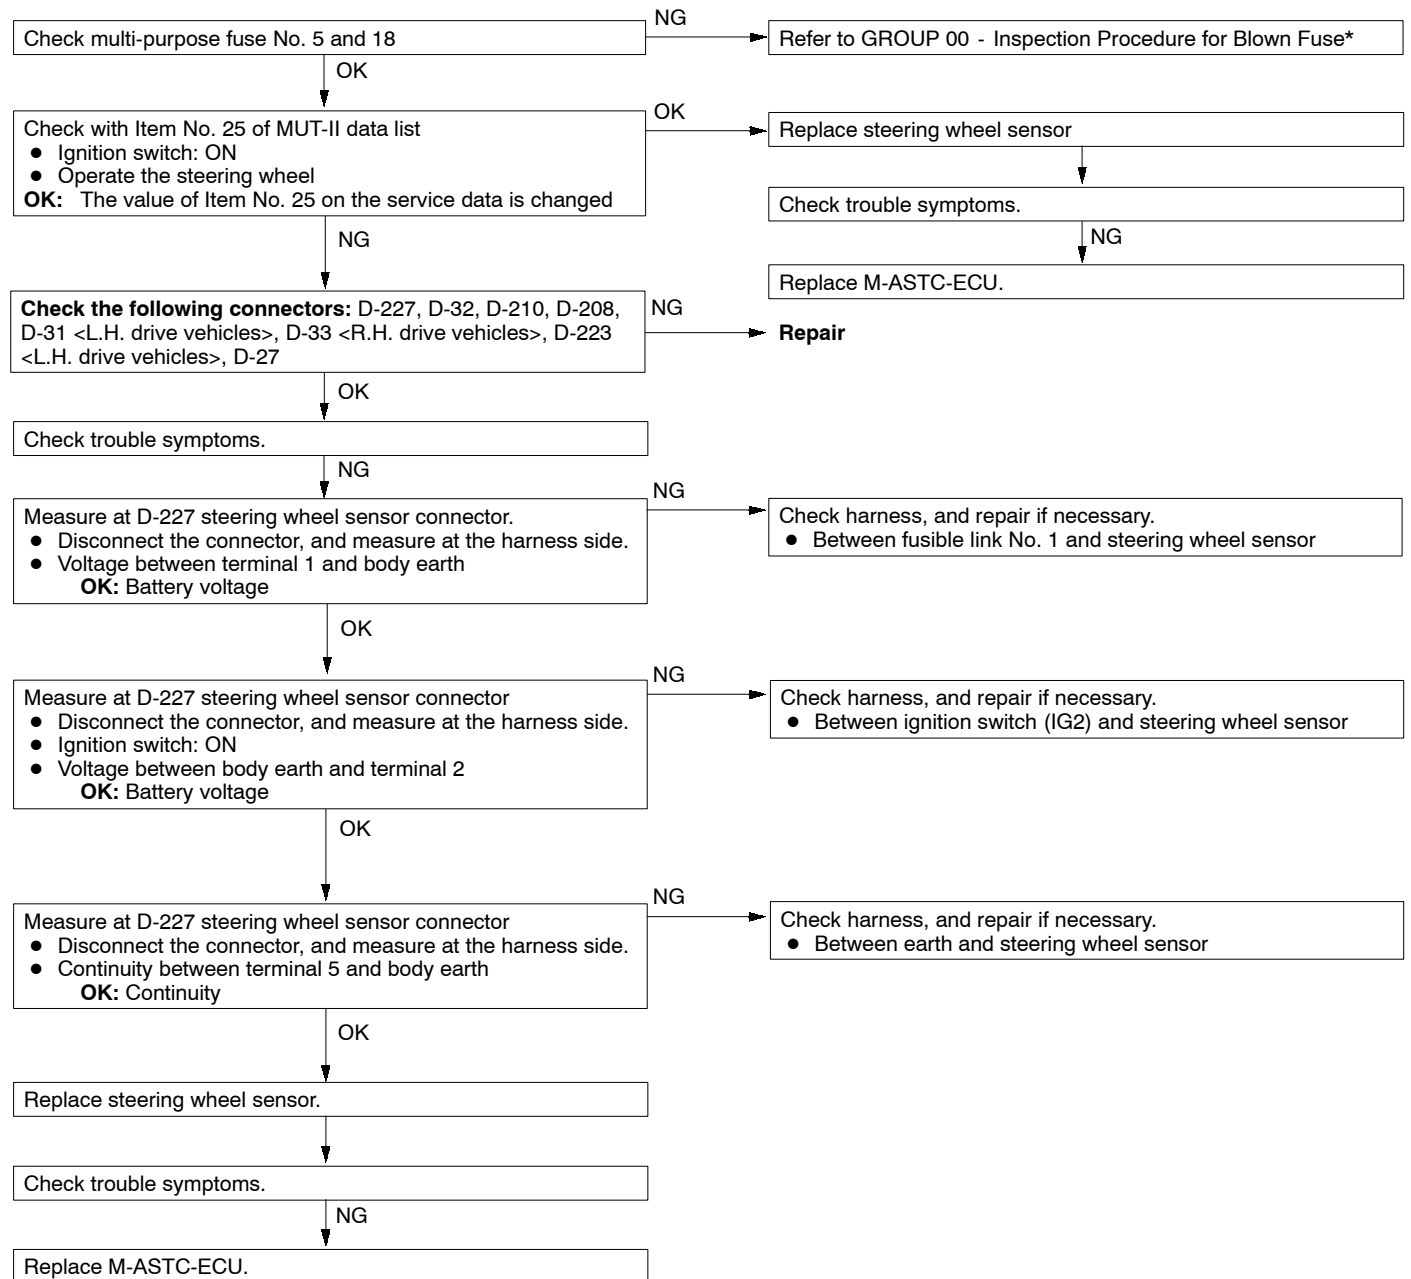 Check multi-purpose fuse No. 5 and 18
NG
Refer to GROUP 00 - Inspection Procedure for Blown Fuse*
OK
Check with Item No. 25 of MUT-II data list
● Ignition switch: ON
● Operate the steering wheel
OK: The value of Item No. 25 on the service data is changed
OK
Replace steering wheel sensor
Check trouble symptoms.
NG
Replace M-ASTC-ECU.
NG
Check the following connectors: D-227, D-32, D-210, D-208,
D-31 <L.H. drive vehicles>, D-33 <R.H. drive vehicles>, D-223
<L.H. drive vehicles>, D-27
NG
Repair
OK
Check trouble symptoms.
NG
Measure at D-227 steering wheel sensor connector.
● Disconnect the connector, and measure at the harness side.
● Voltage between terminal 1 and body earth
OK: Battery voltage
NG
Check harness, and repair if necessary.
● Between fusible link No. 1 and steering wheel sensor
OK
Measure at D-227 steering wheel sensor connector
● Disconnect the connector, and measure at the harness side.
● Ignition switch: ON
● Voltage between body earth and terminal 2
OK: Battery voltage
NG
Check harness, and repair if necessary.
● Between ignition switch (IG2) and steering wheel sensor
OK
Measure at D-227 steering wheel sensor connector
● Disconnect the connector, and measure at the harness side.
● Continuity between terminal 5 and body earth
OK: Continuity
NG
Check harness, and repair if necessary.
● Between earth and steering wheel sensor
OK
Replace steering wheel sensor.
Check trouble symptoms.
NG
Replace M-ASTC-ECU.